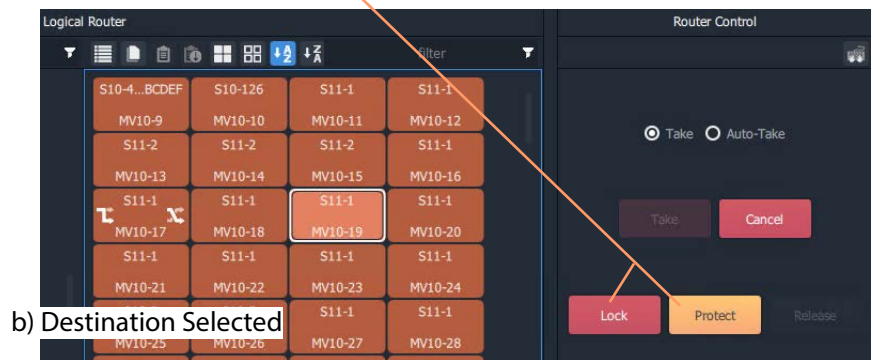 Logical Router
Router Control
filter
S10-4...BCDEF S10-126 S11-1 S11-1
MV10-9 MV10-10 MV10-11 MV10-12
S11-2 S11-2 S11-2 S11-1
MV10-13 MV10-14 MV10-15 MV10-16
S11-1 S11-1 S11-1 S11-1
MV10-17 MV10-18 MV10-19 MV10-20
S11-1 S11-1 S11-1 S11-1
MV10-21 MV10-22 MV10-23 MV10-24
S11-1 S11-1
MV10-25 MV10-26 MV10-27 MV10-28
b) Destination Selected
Take Auto-Take
Take Cancel
Lock Protect Release